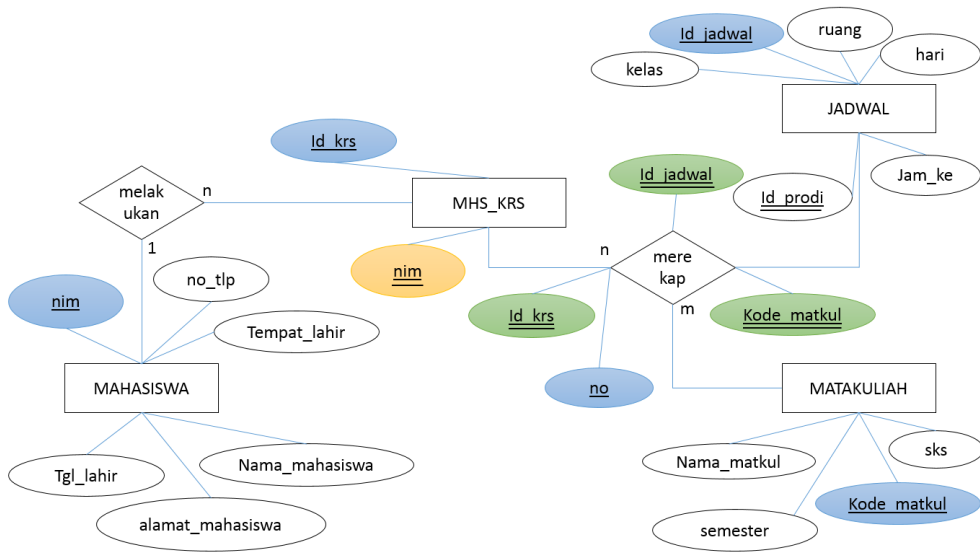 Id_jadwal
ruang
hari
kelas
JADWAL
Id_krs
melak
ukan
n
MHS_KRS
Id_jadwal
Id_prodi
Jam_ke
1
nim
n
mere
kap
m
nim
no_tlp
Tempat_lahir
Id_krs
Kode_matkul
no
MAHASISWA
MATAKULIAH
Tgl_lahir
Nama_mahasiswa
alamat_mahasiswa
Nama_matkul
sks
semester
Kode_matkul